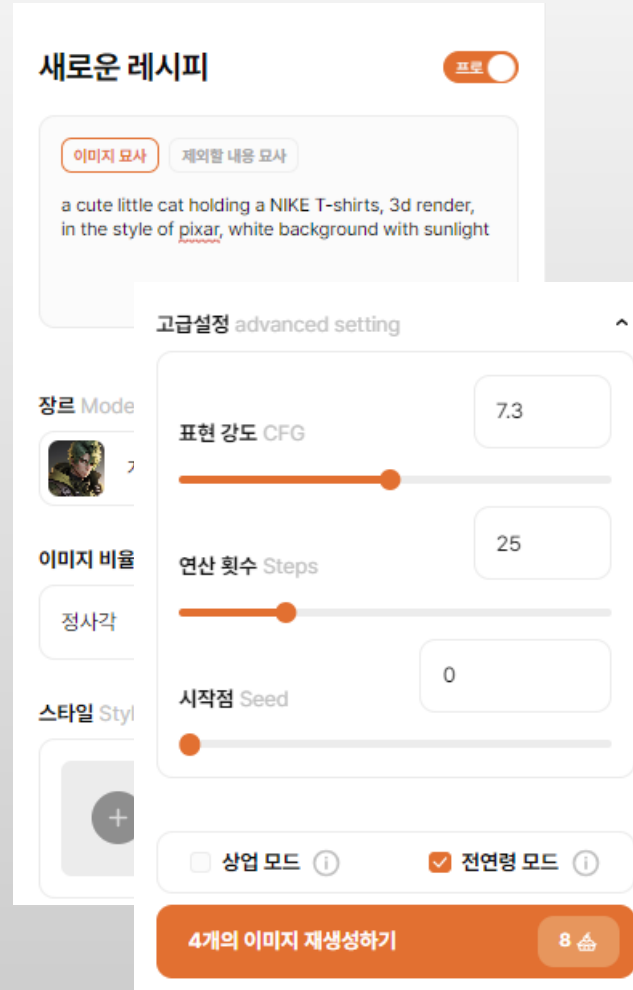 새로운 레시피
프로
이미지 묘사
제외할 내용 묘사
a cute little cat holding a NIKE T-shirts, 3d render,
in the style of pixar, white background with sunlight
장르 Mode
이미지 비율
정사각
스타일 Styl
고급설정 advanced setting
표현 강도 CFG
7.3
연산 횟수 Steps
25
시작점 Seed
0
상업 모드
전연령 모드
4개의 이미지 재생성하기
8